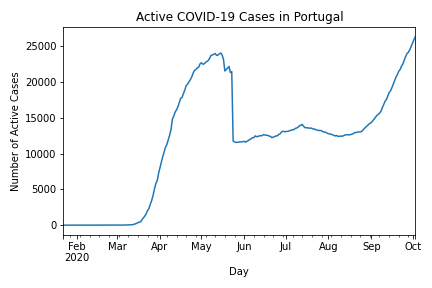 Active COVID-19 Cases in Portugal
Number of Active Cases
25000
20000
15000
10000
5000
0
Feb
2020
Mar
Apr
May
Jun
Jul
Aug
Sep
Oct
Day